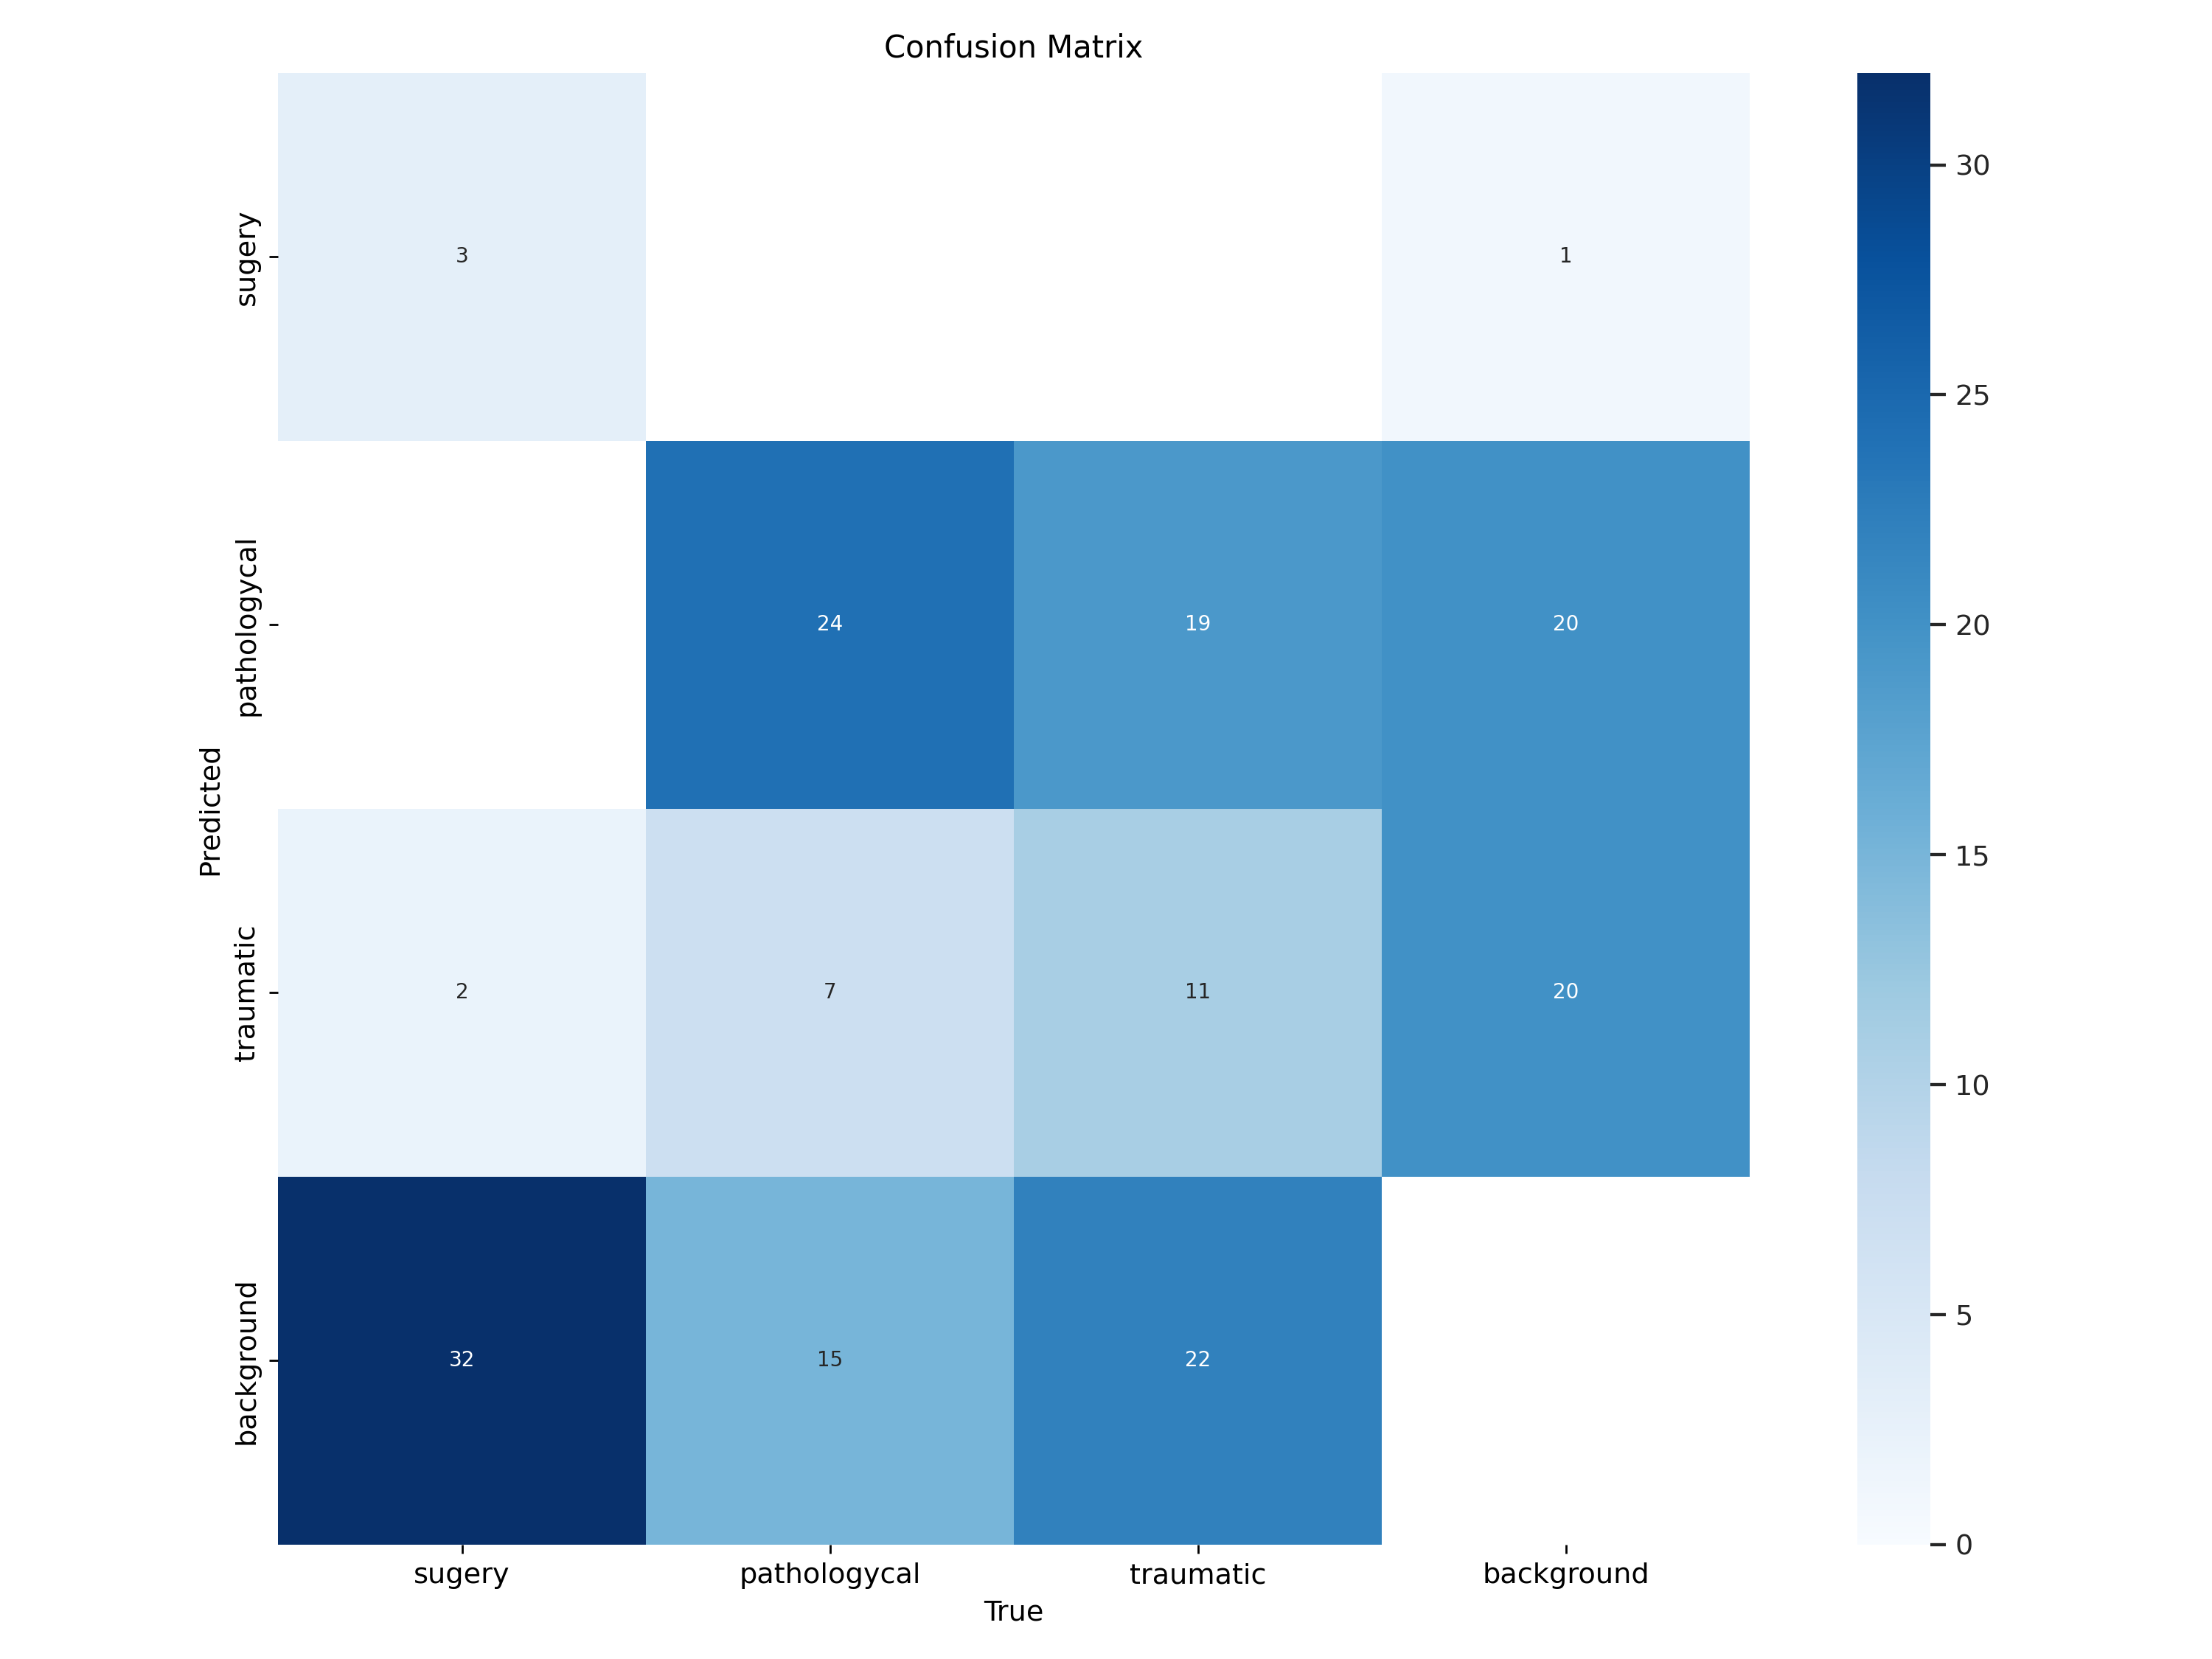 Confusion Matrix
sugery
3
1
pathologycal
24
19
20
Predicted
traumatic
2
7
11
20
background
32
15
22
sugery
pathologycal
traumatic
background
True
30
25
20
15
10
5
0